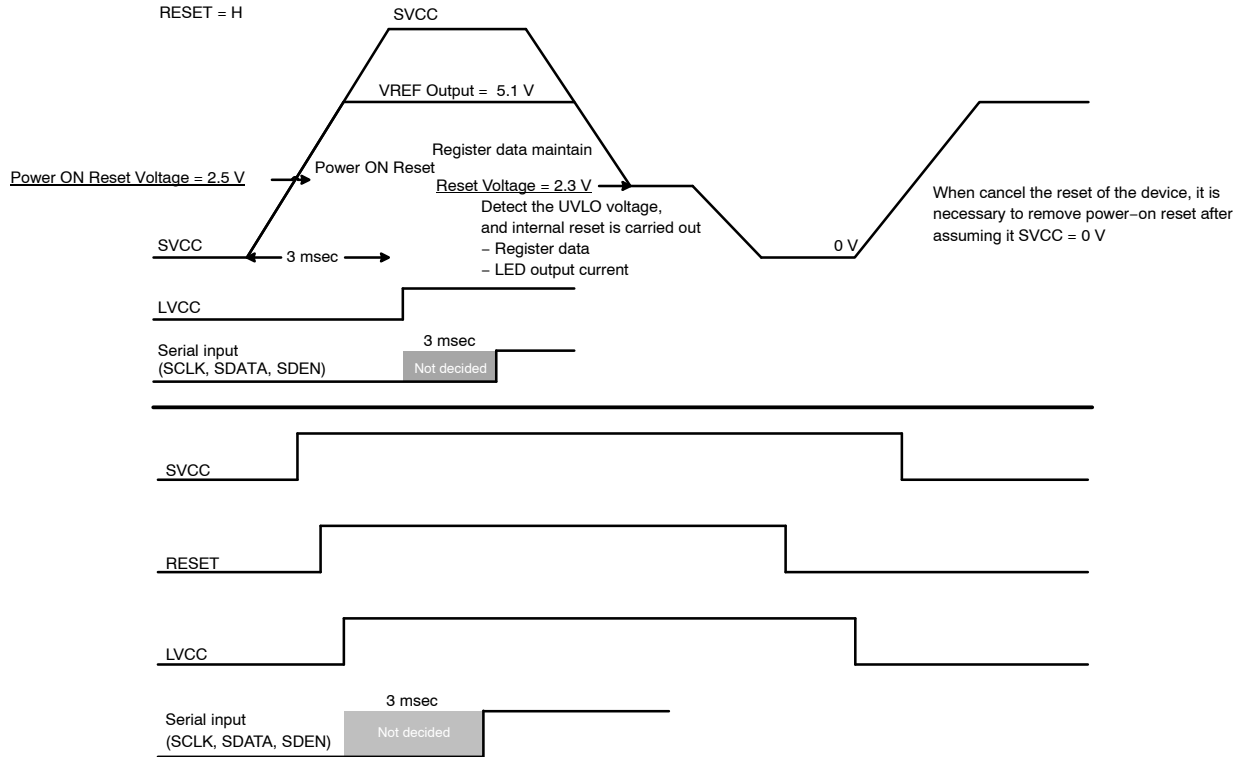 RESET = H
SVCC
VREF Output = 5.1 V
Register data maintain
Power ON Reset
Power ON Reset Voltage = 2.5 V
Reset Voltage = 2.3 V
Detect the UVLO voltage,
and internal reset is carried out
– Register data
– LED output current
When cancel the reset of the device, it is
necessary to remove power–on reset after
assuming it SVCC = 0 V
SVCC
3 msec
0 V
LVCC
3 msec
Serial input
(SCLK, SDATA, SDEN)
Not decided
SVCC
RESET
LVCC
3 msec
Serial input
(SCLK, SDATA, SDEN)
Not decided